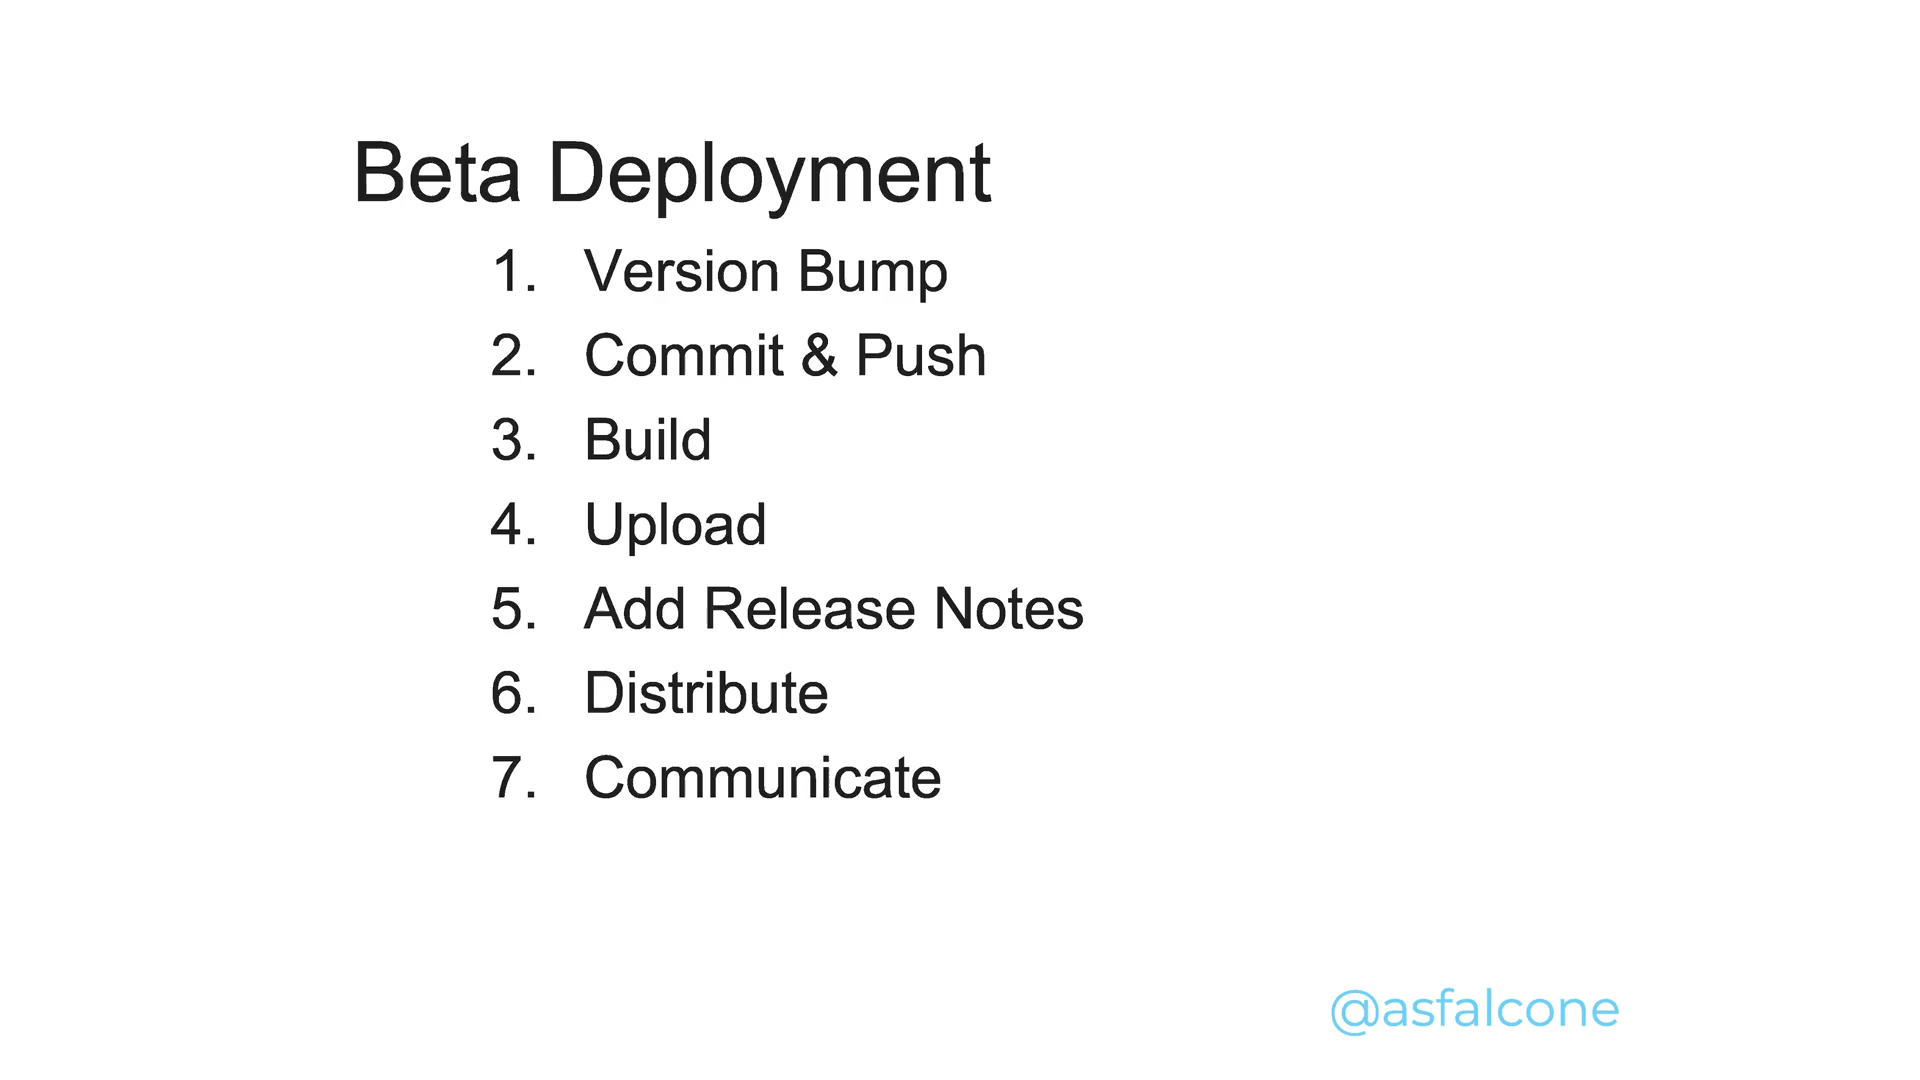 Beta Deployment
1. Version Bump
2. Commit & Push
3. Build
4. Upload
5. Add Release Notes
6. Distribute
7. Communicate
@asfalcone